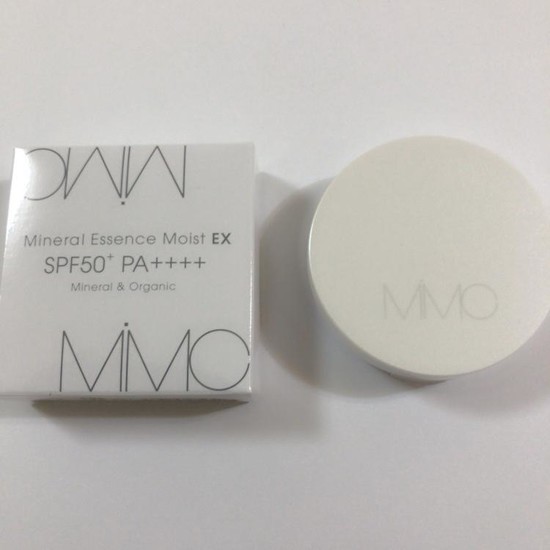 MiMC
Mineral Essence Moist EX
SPF50+ PA++++
Mineral & Organic
MiMC
MIMC